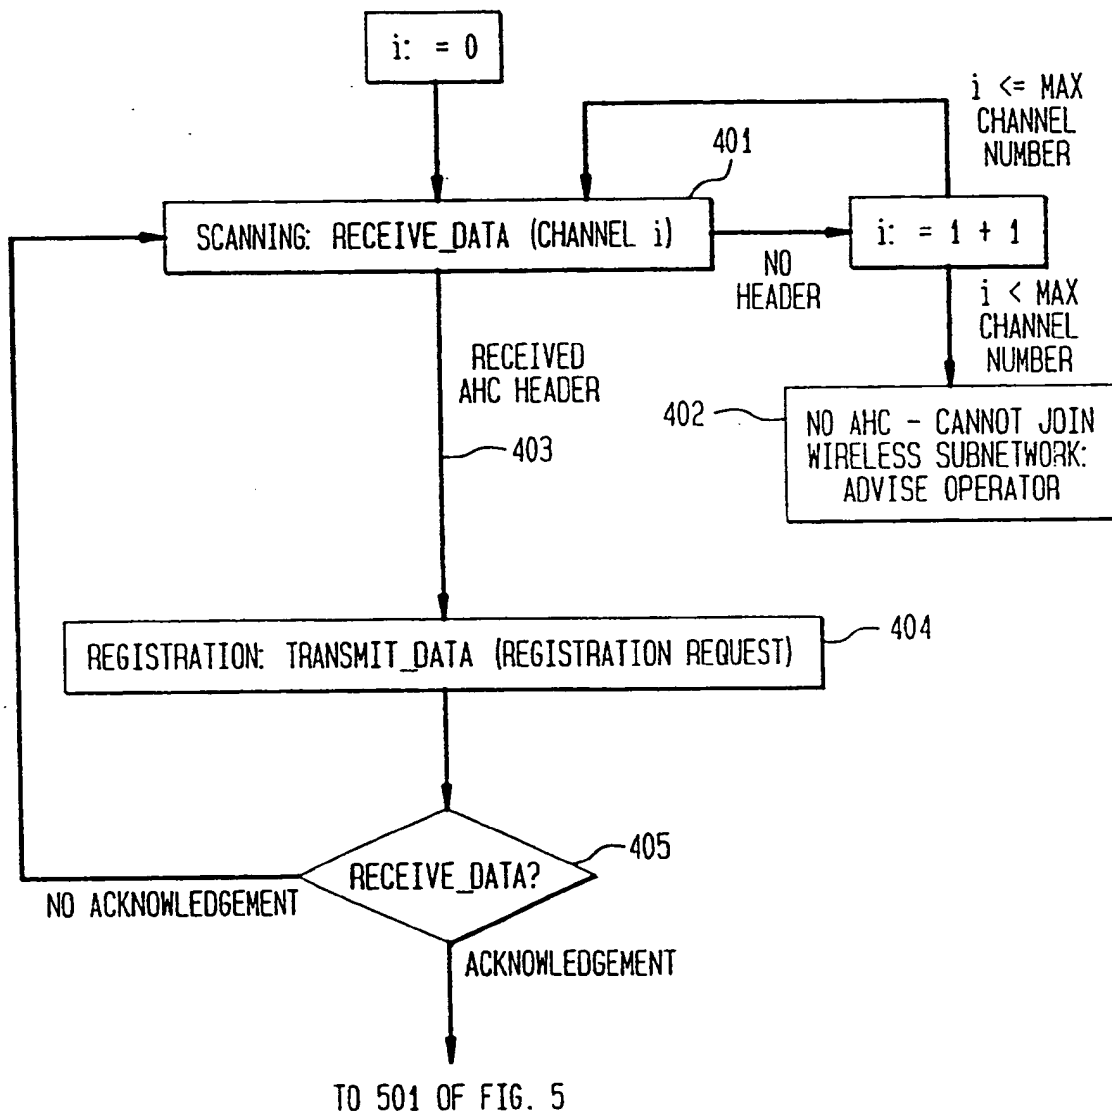 i: = 0
i <= MAX
CHANNEL
NUMBER
401
SCANNING: RECEIVE_DATA (CHANNEL i)
i: = 1 + 1
NO
HEADER
i < MAX
CHANNEL
NUMBER
RECEIVED
AHC HEADER
402
NO AHC - CANNOT JOIN
WIRELESS SUBNETWORK:
ADVISE OPERATOR
403
404
REGISTRATION: TRANSMIT_DATA (REGISTRATION REQUEST)
405
RECEIVE_DATA?
NO ACKNOWLEDGEMENT
ACKNOWLEDGEMENT
TO 501 OF FIG. 5